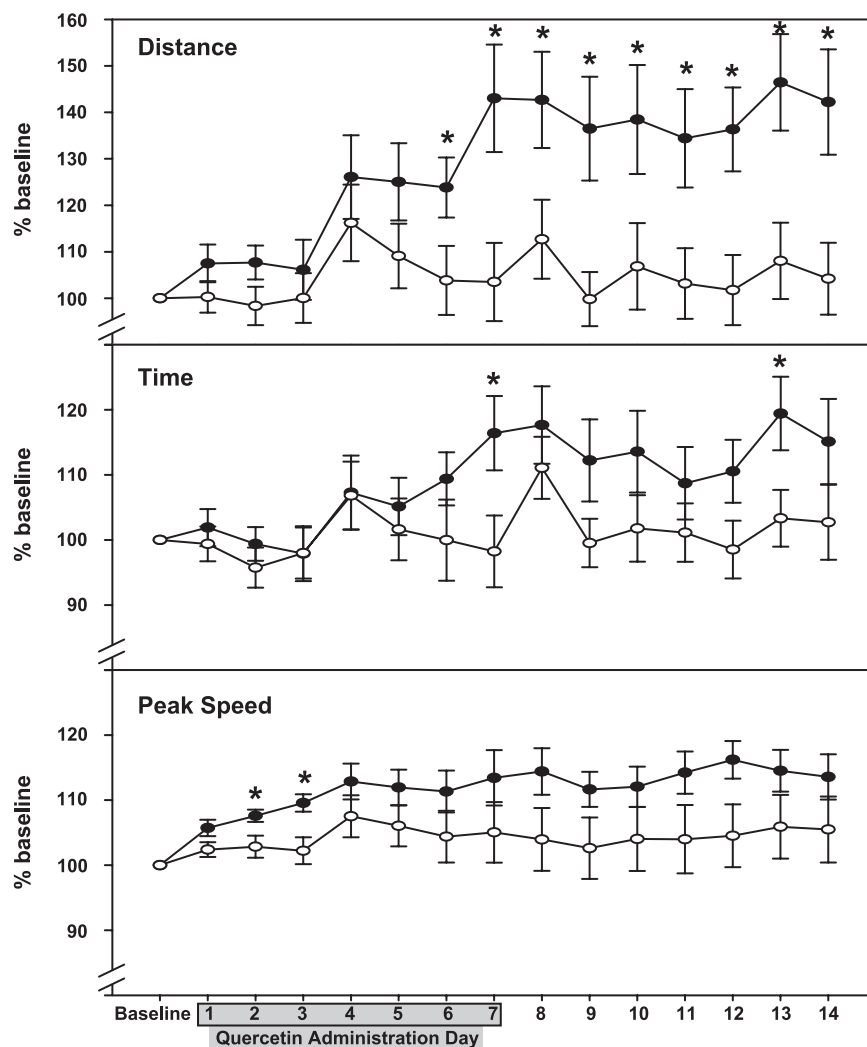 160
Distance
150
140
130
120
110
100
% baseline
* * * * * * * * *
Time
120
110
100
90
% baseline
* *
Peak Speed
120
110
100
90
% baseline
* *
Baseline 1 2 3 4 5 6 7 8 9 10 11 12 13 14
Quercetin Administration Day